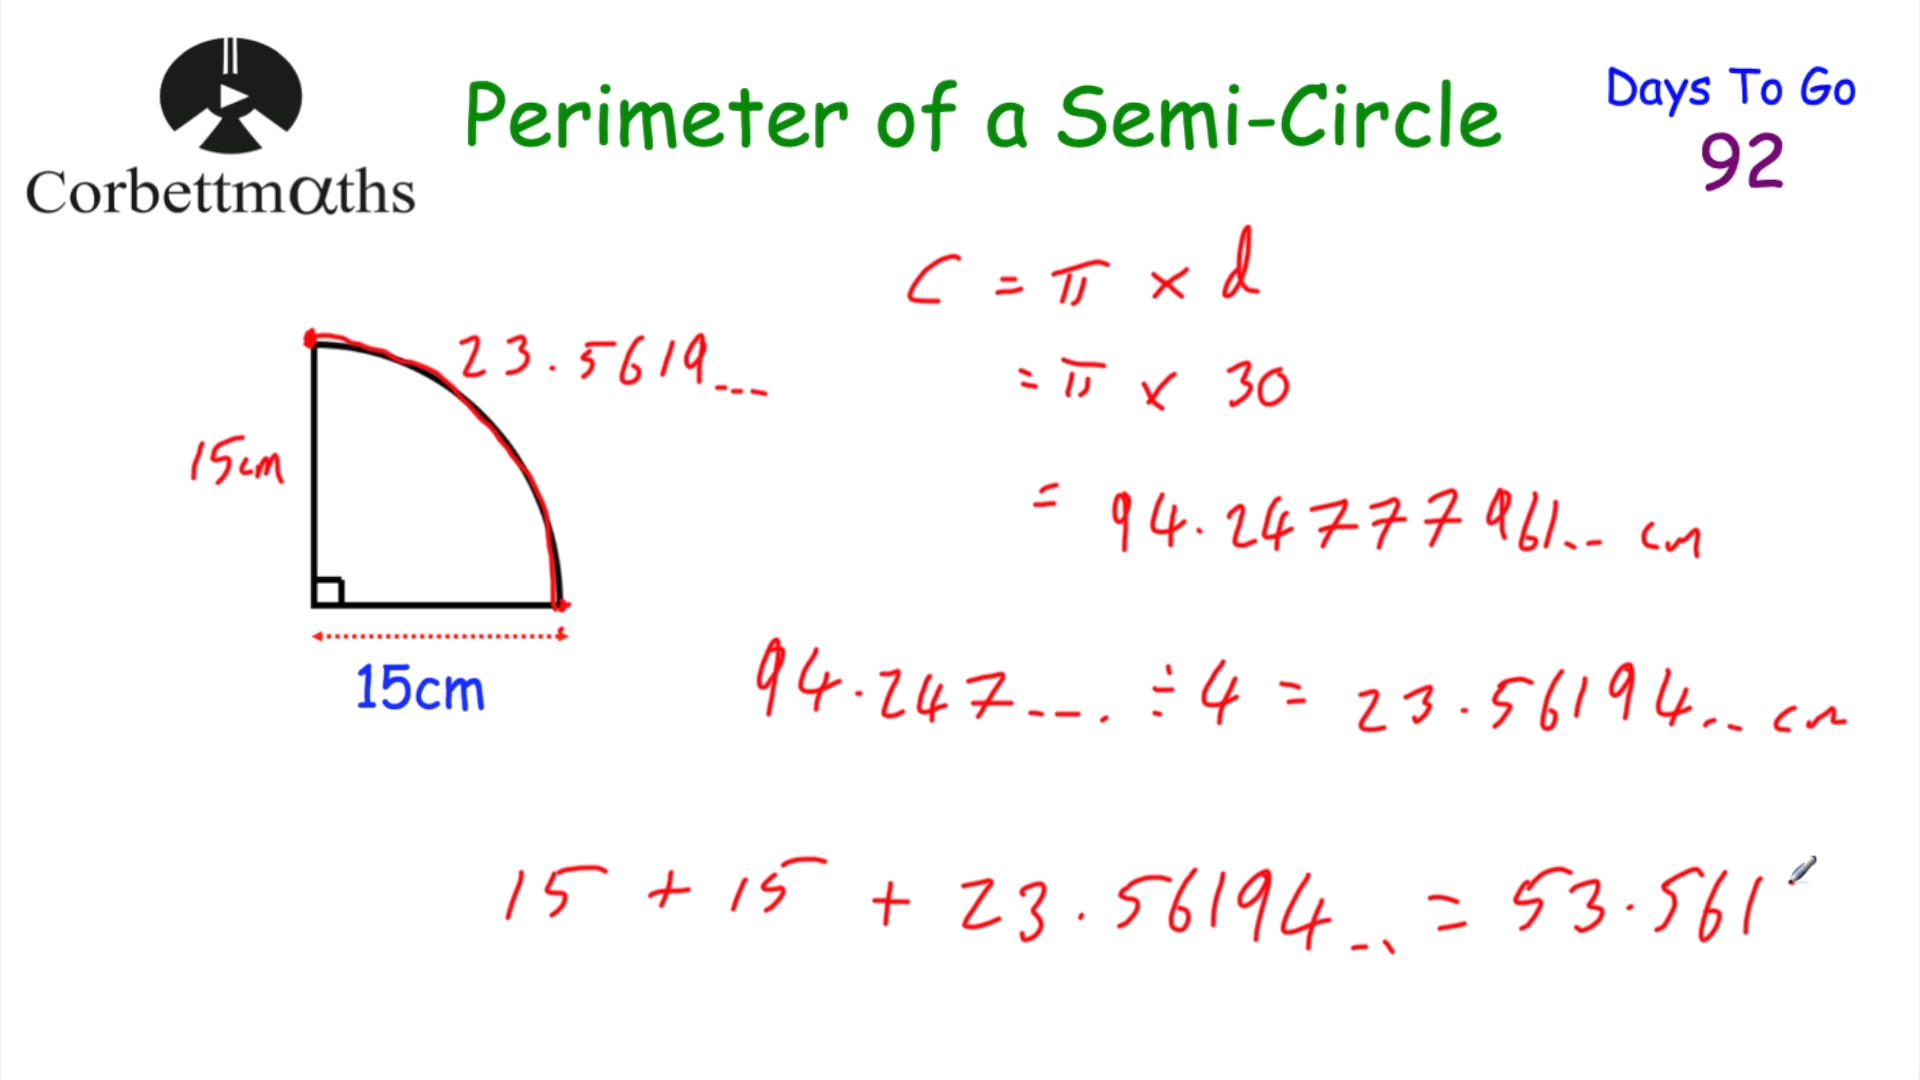 Corbettmαths
Perimeter of a Semi-Circle
Days To Go
92
C = π × d
= π × 30
= 94.24777961... cm
23.5619...
15cm
15cm
94.247.... ÷ 4 = 23.56194... cm
15 + 15 + 23.56194... = 53.561